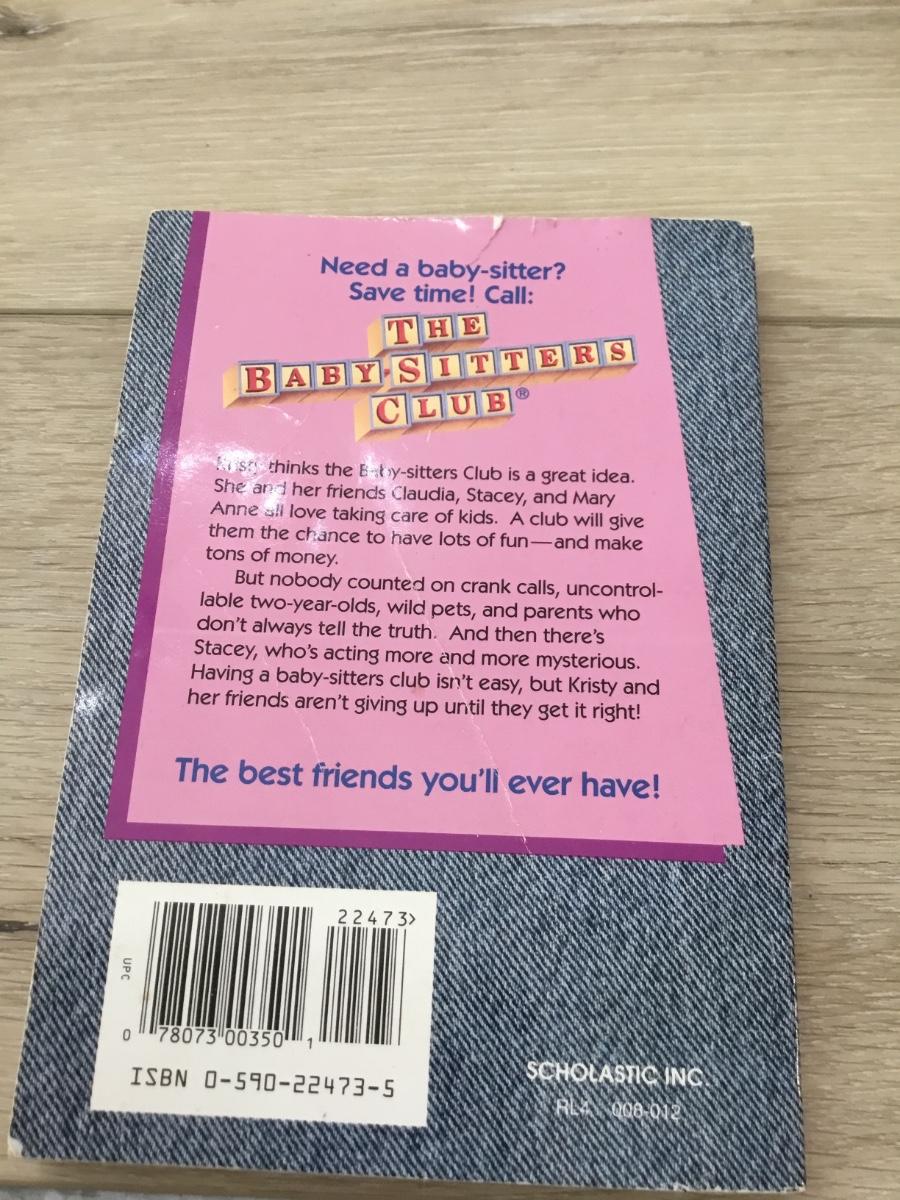 Need a baby-sitter?
Save time! Call:
THE
BABY-SITTERS
CLUB®
Kristy thinks the Baby-sitters Club is a great idea.
She and her friends Claudia, Stacey, and Mary
Anne all love taking care of kids. A club will give
them the chance to have lots of fun—and make
tons of money.
But nobody counted on crank calls, uncontrol-
lable two-year-olds, wild pets, and parents who
don't always tell the truth. And then there's
Stacey, who's acting more and more mysterious.
Having a baby-sitters club isn't easy, but Kristy and
her friends aren't giving up until they get it right!
The best friends you'll ever have!
22473>
UPC
0 78073 00350 1
ISBN 0-590-22473-5
SCHOLASTIC INC.
RL4 008-012